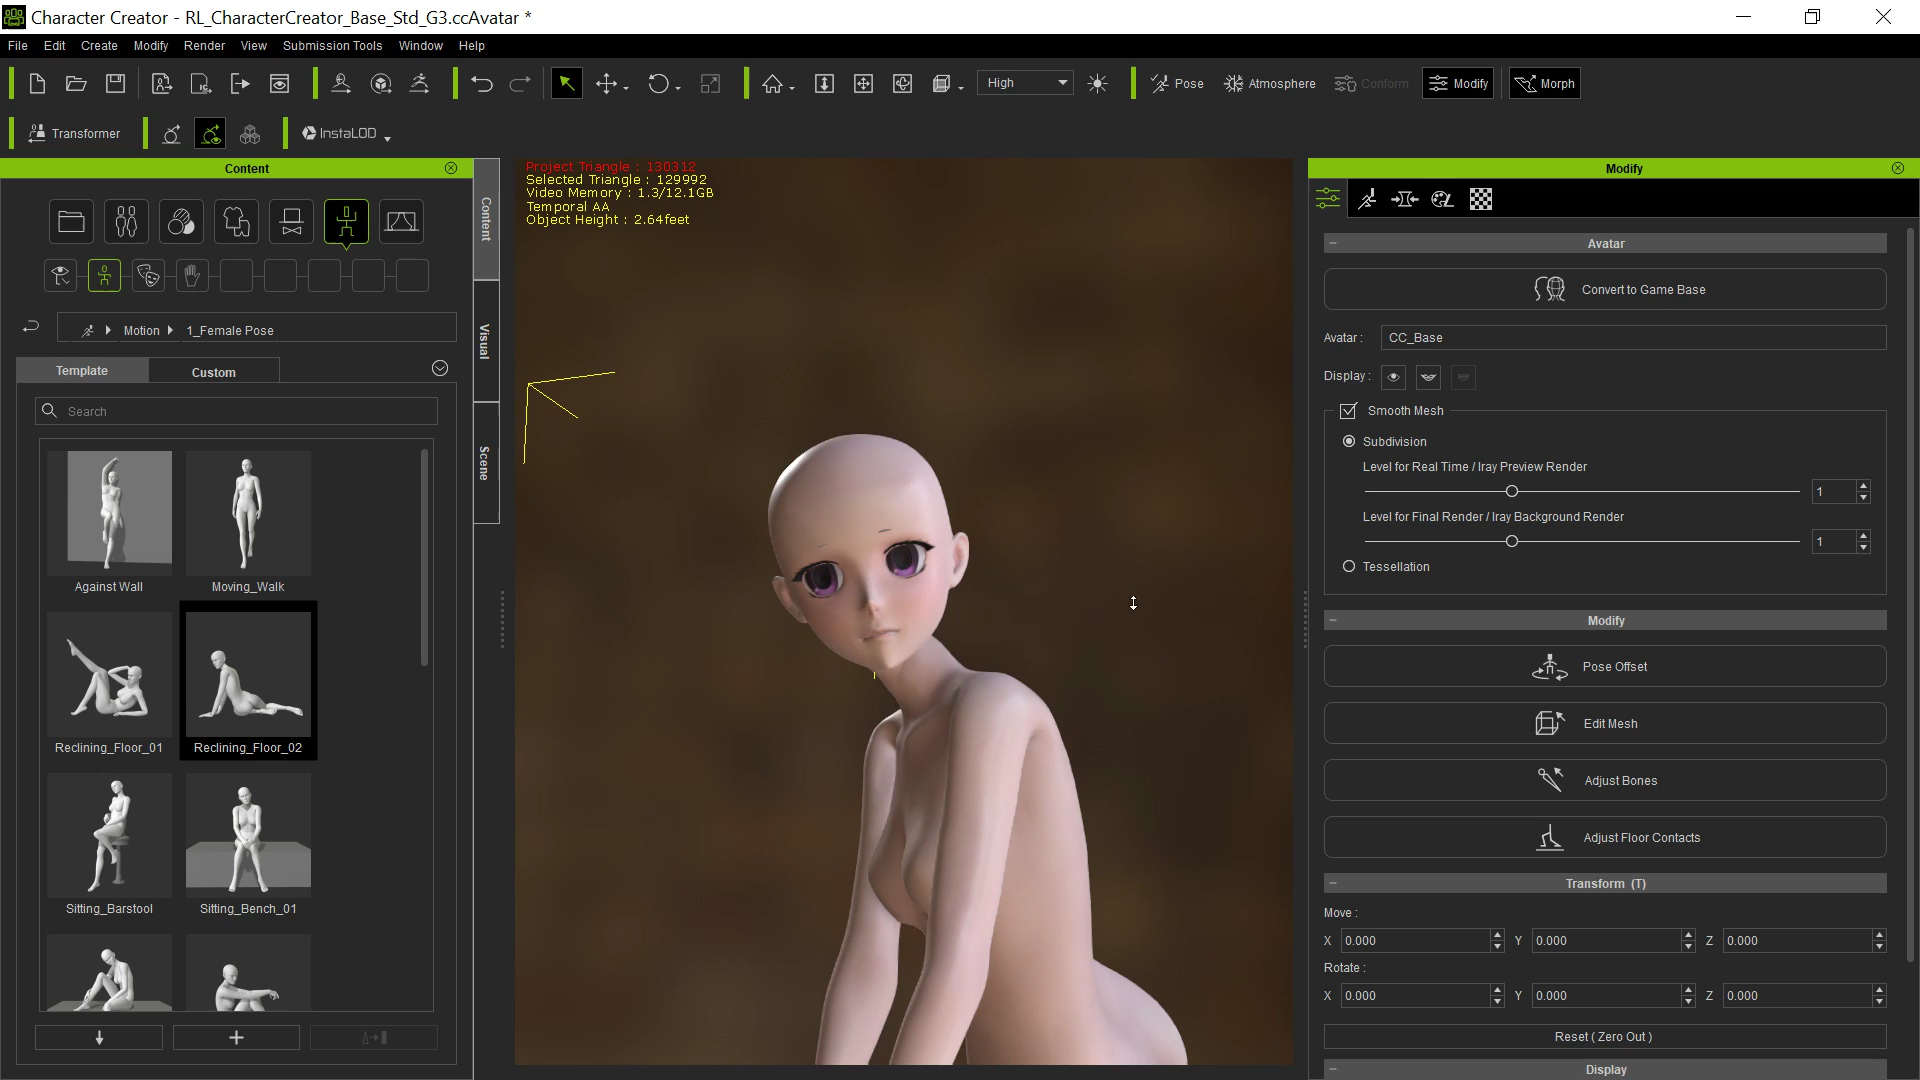 Character Creator - RL_CharacterCreator_Base_Std_G3.ccAvatar *
File Edit Create Modify Render View Submission Tools Window Help
High Pose Atmosphere Conform Modify Morph
Transformer InstaLOD
Content
Motion 1_Female Pose
Template Custom
Search
Against Wall Moving_Walk
Reclining_Floor_01 Reclining_Floor_02
Sitting_Barstool Sitting_Bench_01
Content
Visual
Scene
Project Triangle : 130312
Selected Triangle : 129992
Video Memory : 1.3/12.1GB
Temporal AA
Object Height : 2.64feet
Modify
Avatar
Convert to Game Base
Avatar : CC_Base
Display :
Smooth Mesh
Subdivision
Level for Real Time / Iray Preview Render
1
Level for Final Render / Iray Background Render
1
Tessellation
Modify
Pose Offset
Edit Mesh
Adjust Bones
Adjust Floor Contacts
Transform (T)
Move :
X 0.000 Y 0.000 Z 0.000
Rotate :
X 0.000 Y 0.000 Z 0.000
Reset ( Zero Out )
Display